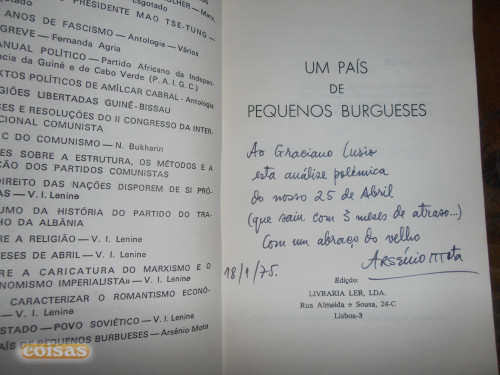 PRESIDENTE MAO TSE-TUNG —
Esgotado
ANOS DE FASCISMO — Antologia — Vários
GREVE — Fernanda Agria
ANUAL POLÍTICO — Partido Africano da Indepen-
ência da Guiné e de Cabo Verde (P. A. I. G. C.)
XTOS POLÍTICOS DE AMÍLCAR CABRAL - Antologia
GIÕES LIBERTADAS GUINÉ-BISSAU
SES E RESOLUÇÕES DO II CONGRESSO DA INTER-
ACIONAL COMUNISTA
C DO COMUNISMO — N. Bukharin
ES SOBRE A ESTRUTURA, OS MÉTODOS E A
ÇÃO DOS PARTIDOS COMUNISTAS
DIREITO DAS NAÇÕES DISPOREM DE SI PRÓ-
AS — V. I. Lenine
UMO DA HISTÓRIA DO PARTIDO DO TRA-
HO DA ALBÂNIA
RE A RELIGIÃO — V. I. Lenine
ESES DE ABRIL — V. I. Lenine
RE A CARICATURA DO MARXISMO E O
ONOMISMO IMPERIALISTA» — V. I. Lenine
CARACTERIZAR O ROMANTISMO ECONÓ-
— V. I. Lenine
STADO — POVO SOVIÉTICO — V. I. Lenine
AÍS DE PEQUENOS BURGUESES — Arsénio Mota
coisas
UM PAÍS
DE
PEQUENOS BURGUESES
Ao Graciano Lusio
esta análise polémica
do nosso 25 de Abril
(que saiu com 3 meses de atraso...)
Com um abraço do velho
Arsénio Mota
18/1/75.
Edição:
LIVRARIA LER, LDA.
Rua Almeida e Sousa, 24-C
Lisboa-3